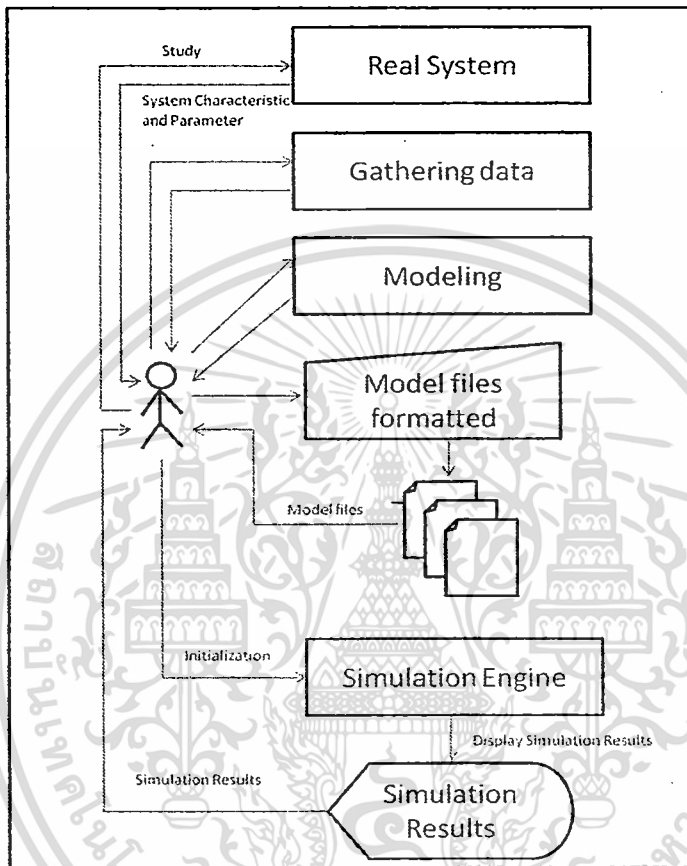 Study
Real System
System Characteristic
and Parameter
Gathering data
Modeling
Model files
formatted
Model files
Initialization
Simulation Engine
Display Simulation Results
Simulation Results
Simulation
Results